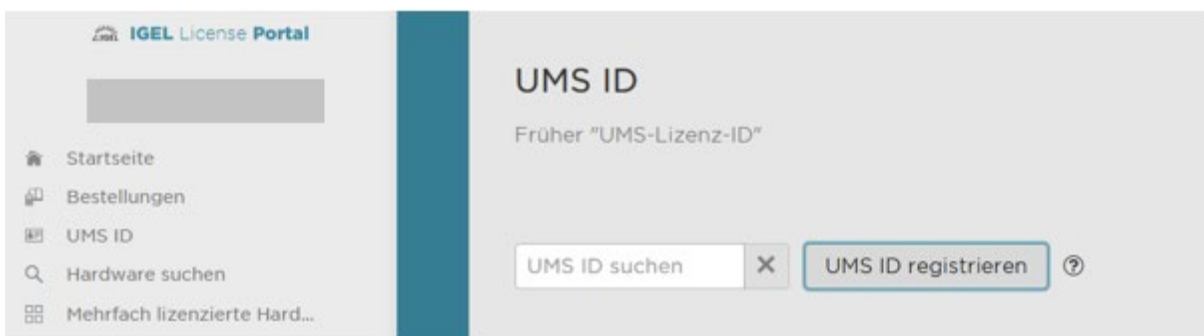 IGEL License Portal
Startseite
Bestellungen
UMS ID
Hardware suchen
Mehrfach lizenzierte Hard...
UMS ID
Früher "UMS-Lizenz-ID"
UMS ID suchen
UMS ID registrieren